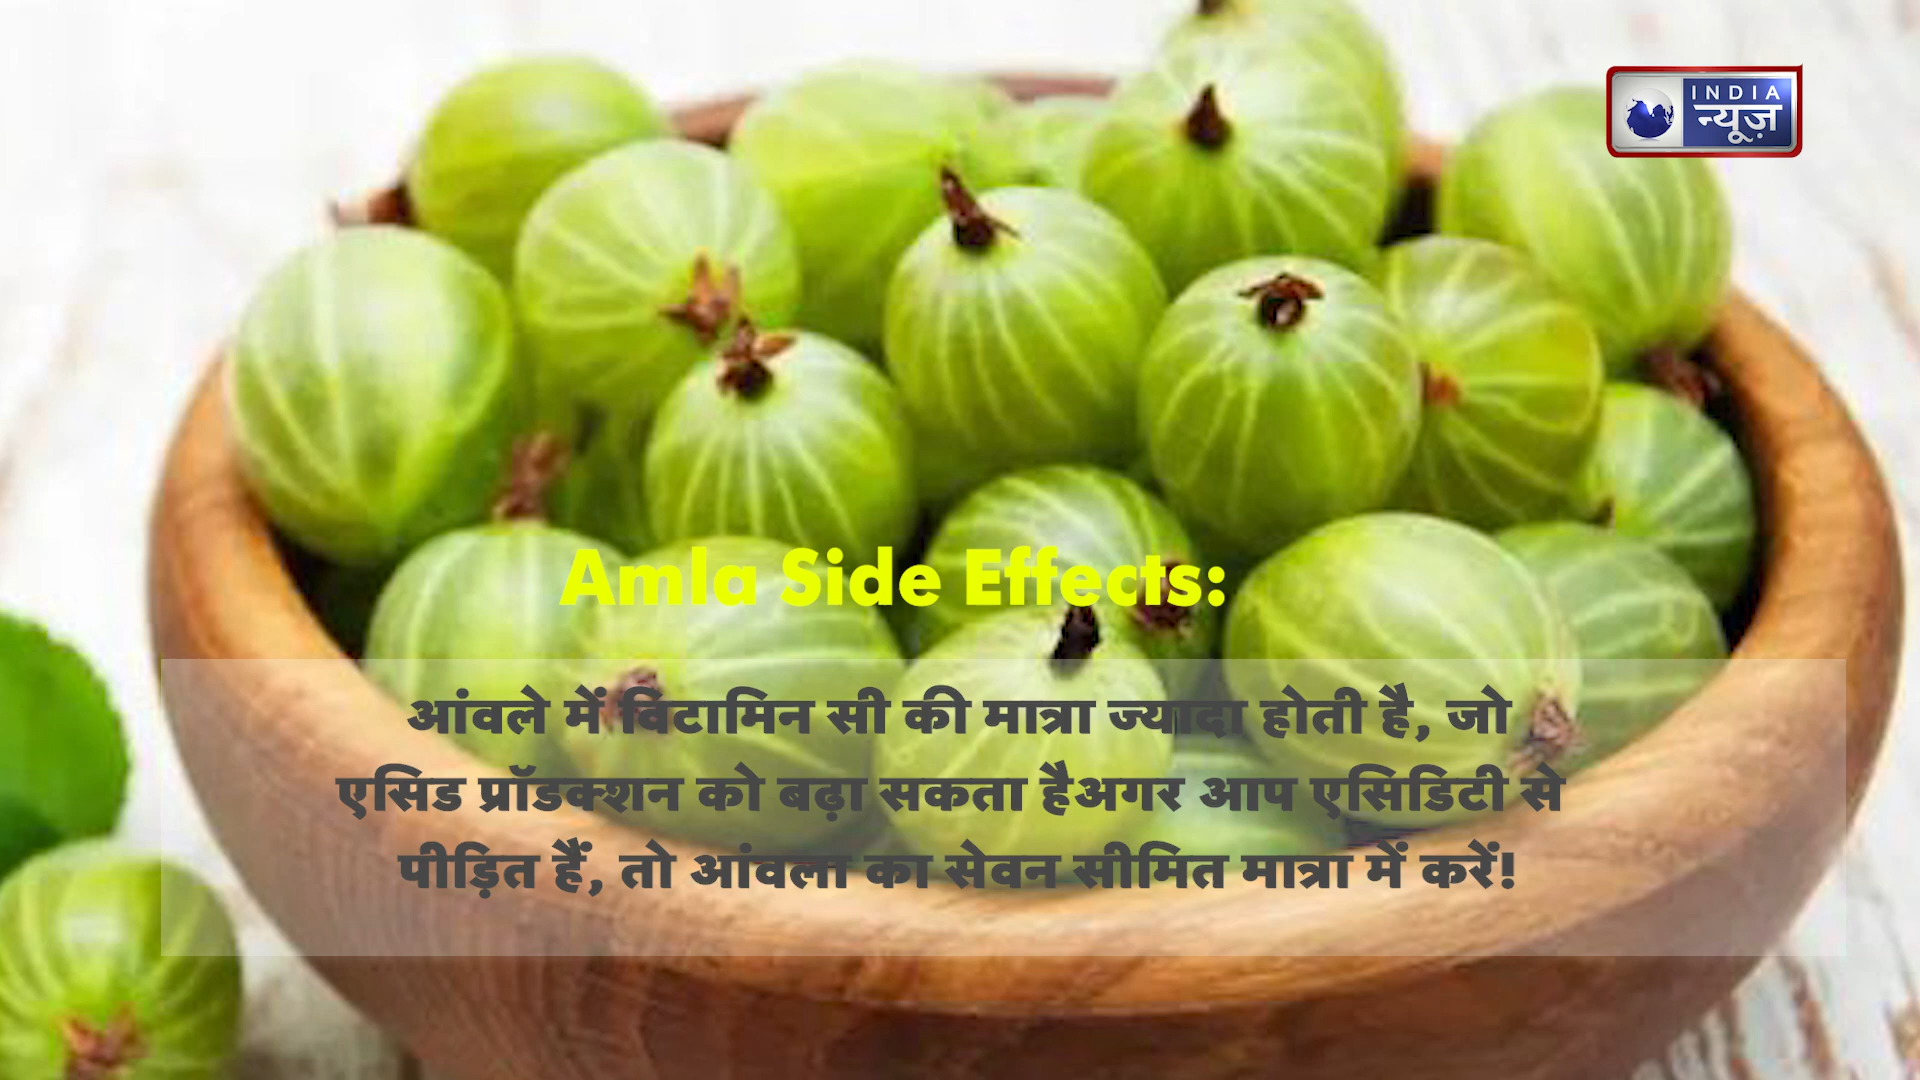 INDIA
न्यूज़
Amla Side Effects:
आंवले में विटामिन सी की मात्रा ज्यादा होती है, जो
एसिड प्रॉडक्शन को बढ़ा सकता हैअगर आप एसिडिटी से
पीड़ित हैं, तो आंवला का सेवन सीमित मात्रा में करें!